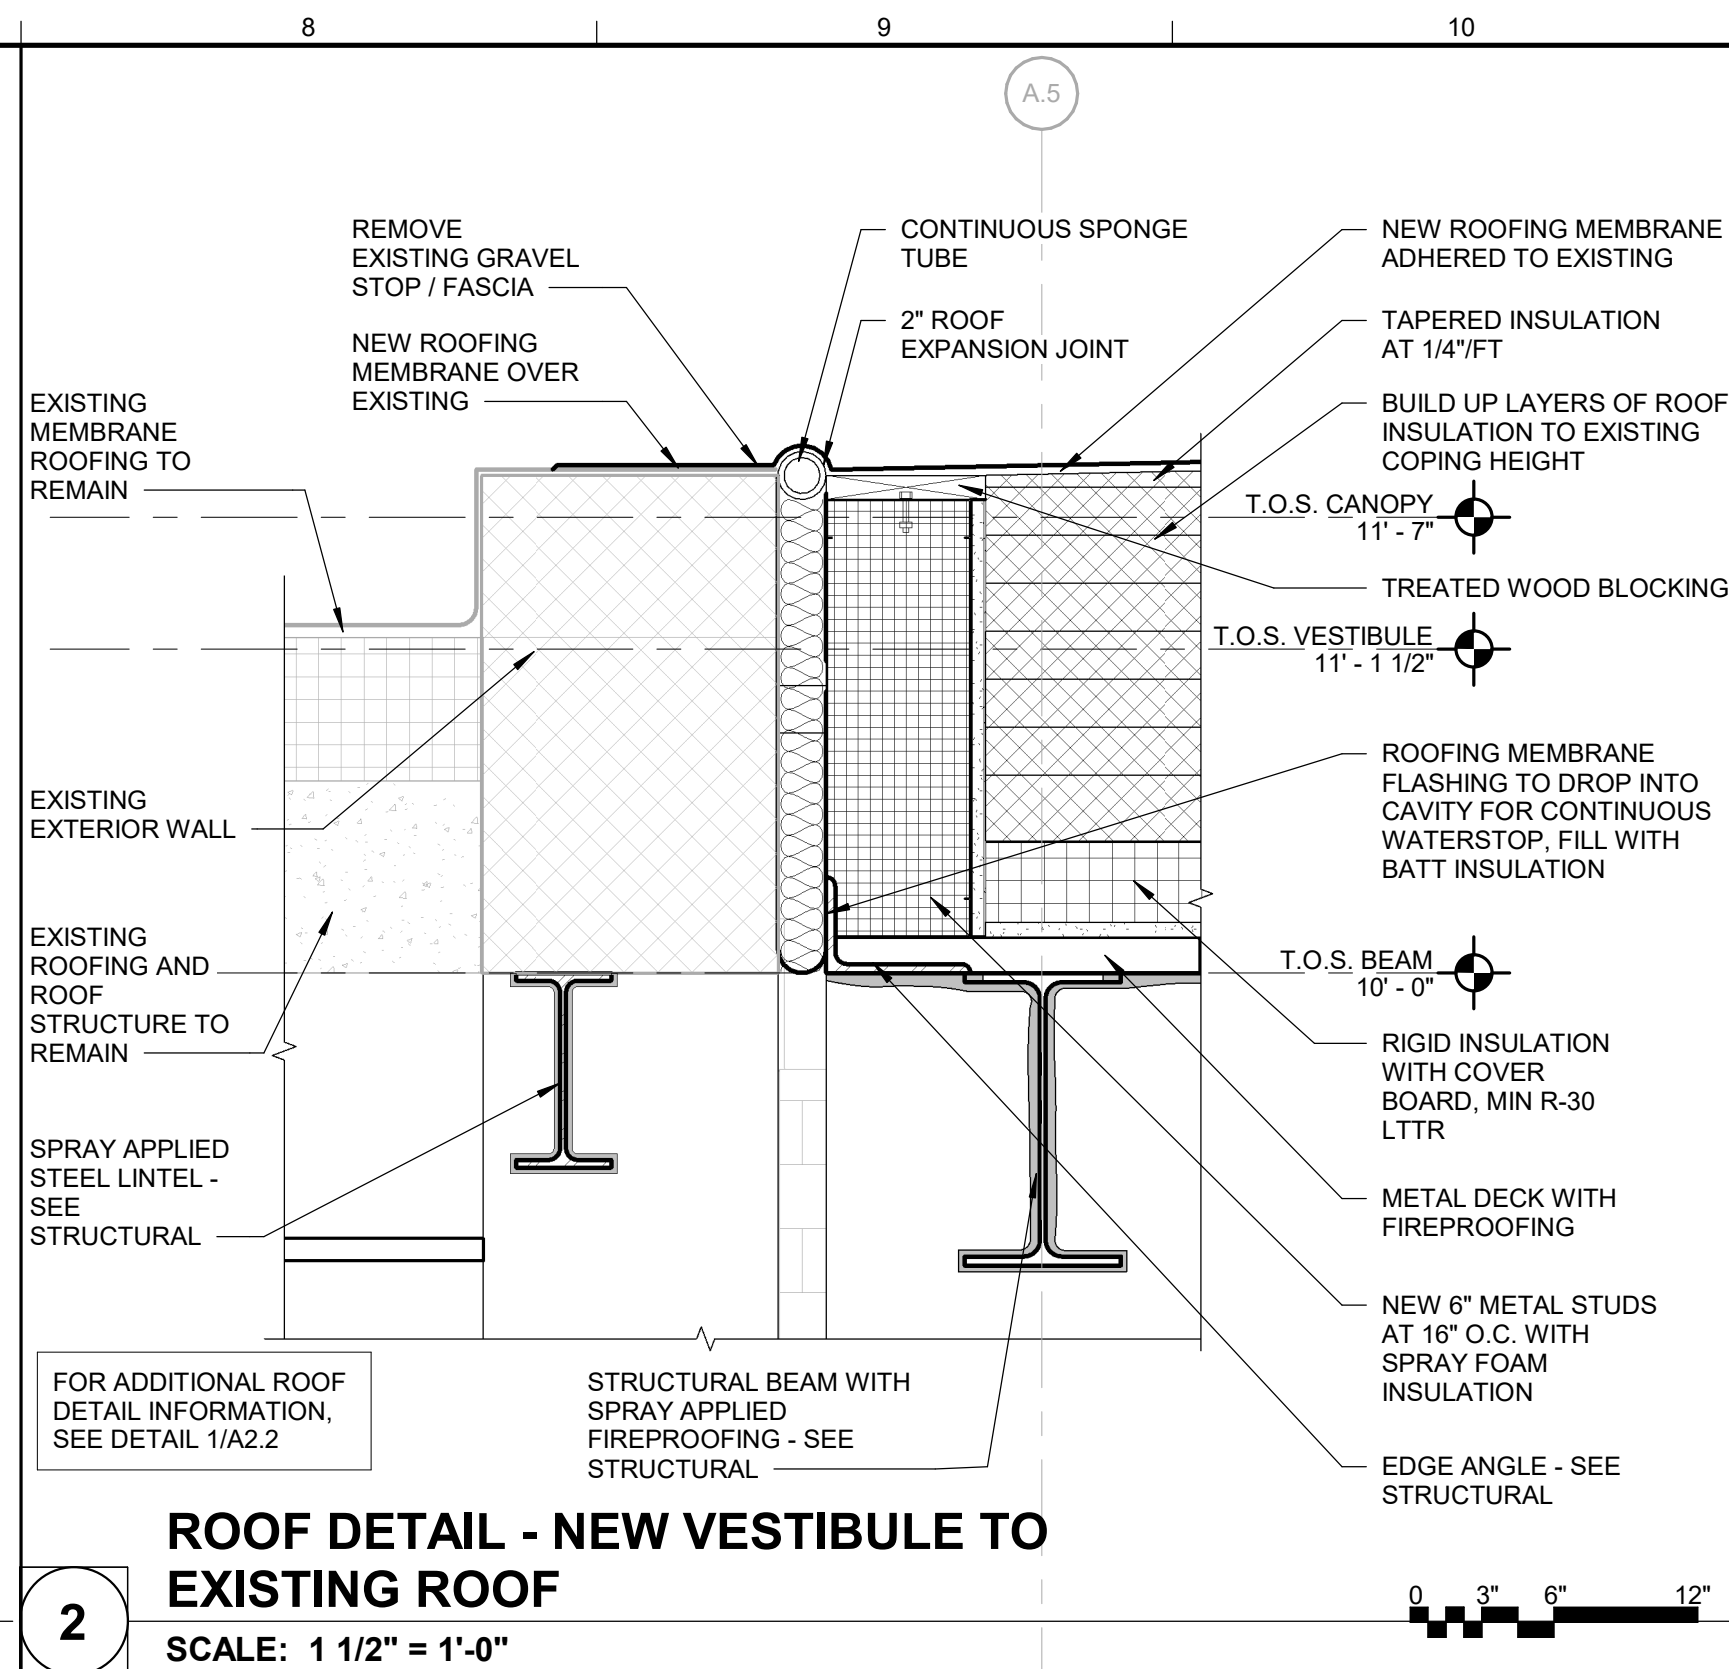 8
9
10
A.5
REMOVE
EXISTING GRAVEL
STOP / FASCIA
NEW ROOFING
MEMBRANE OVER
EXISTING
CONTINUOUS SPONGE
TUBE
2" ROOF
EXPANSION JOINT
NEW ROOFING MEMBRANE
ADHERED TO EXISTING
TAPERED INSULATION
AT 1/4"/FT
BUILD UP LAYERS OF ROOF
INSULATION TO EXISTING
COPING HEIGHT
T.O.S. CANOPY
11' - 7"
TREATED WOOD BLOCKING
T.O.S. VESTIBULE
11' - 1 1/2"
ROOFING MEMBRANE
FLASHING TO DROP INTO
CAVITY FOR CONTINUOUS
WATERSTOP, FILL WITH
BATT INSULATION
T.O.S. BEAM
10' - 0"
RIGID INSULATION
WITH COVER
BOARD, MIN R-30
LTTR
METAL DECK WITH
FIREPROOFING
NEW 6" METAL STUDS
AT 16" O.C. WITH
SPRAY FOAM
INSULATION
EDGE ANGLE - SEE
STRUCTURAL
EXISTING
MEMBRANE
ROOFING TO
REMAIN
EXISTING
EXTERIOR WALL
EXISTING
ROOFING AND
ROOF
STRUCTURE TO
REMAIN
SPRAY APPLIED
STEEL LINTEL -
SEE
STRUCTURAL
FOR ADDITIONAL ROOF
DETAIL INFORMATION,
SEE DETAIL 1/A2.2
STRUCTURAL BEAM WITH
SPRAY APPLIED
FIREPROOFING - SEE
STRUCTURAL
ROOF DETAIL - NEW VESTIBULE TO
EXISTING ROOF
2
SCALE: 1 1/2" = 1'-0"
0 3" 6" 12"